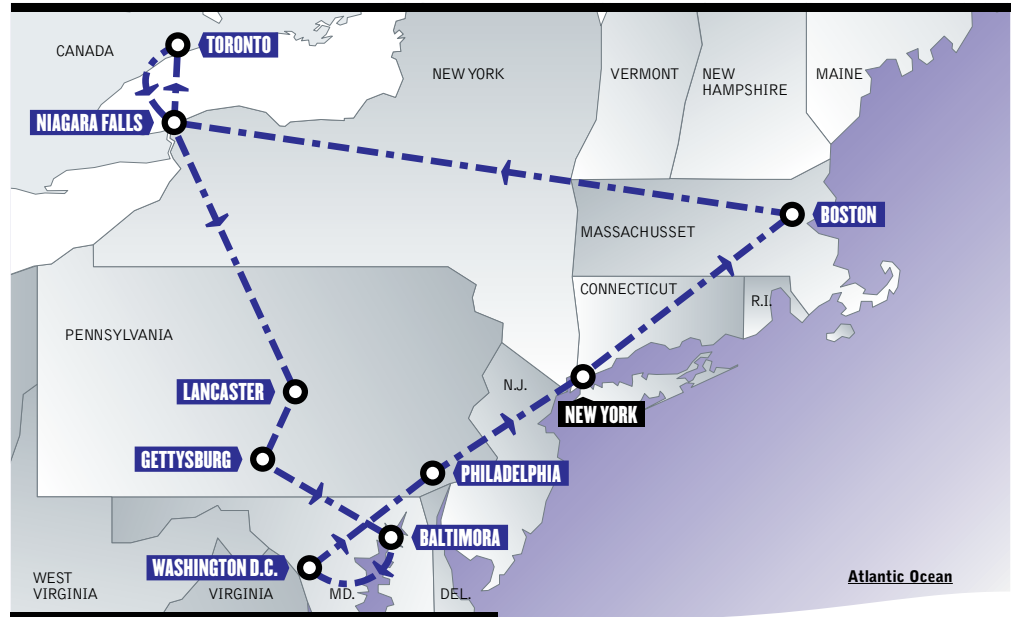 TORONTO
CANADA
NEW YORK
VERMONT
NEW
HAMPSHIRE
MAINE
NIAGARA FALLS
BOSTON
MASSACHUSSET
CONNECTICUT
R.I.
PENNSYLVANIA
LANCASTER
N.J.
NEW YORK
GETTYSBURG
PHILADELPHIA
BALTIMORA
WASHINGTON D.C.
Atlantic Ocean
WEST
VIRGINIA
VIRGINIA
MD.
DEL.